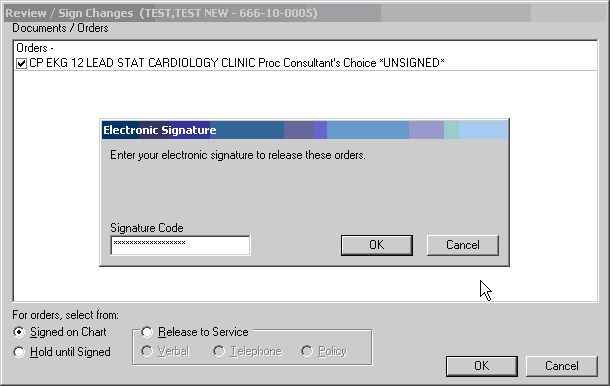 Review / Sign Changes (TEST,TEST NEW - 666-10-0005)
Documents / Orders
Orders -
CP EKG 12 LEAD STAT CARDIOLOGY CLINIC Proc Consultant's Choice *UNSIGNED*
Electronic Signature
Enter your electronic signature to release these orders.
Signature Code
×××××××××××××××××
OK
Cancel
For orders, select from:
Signed on Chart
Release to Service
Hold until Signed
Verbal
Telephone
Policy
OK
Cancel